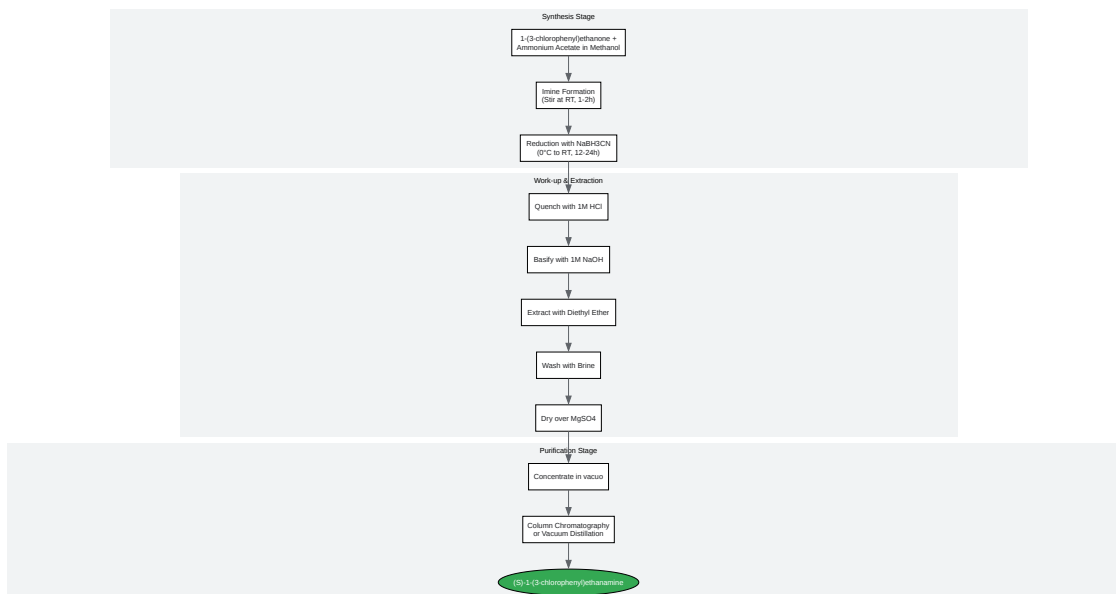 Synthesis Stage
1-(3-chlorophenyl)ethanone +
Ammonium Acetate in Methanol
Imine Formation
(Stir at RT, 1-2h)
Reduction with NaBH3CN
(0°C to RT, 12-24h)
Work-up & Extraction
Quench with 1M HCl
Basify with 1M NaOH
Extract with Diethyl Ether
Wash with Brine
Dry over MgSO4
Purification Stage
Concentrate in vacuo
Column Chromatography
or Vacuum Distillation
(S)-1-(3-chlorophenyl)ethanamine